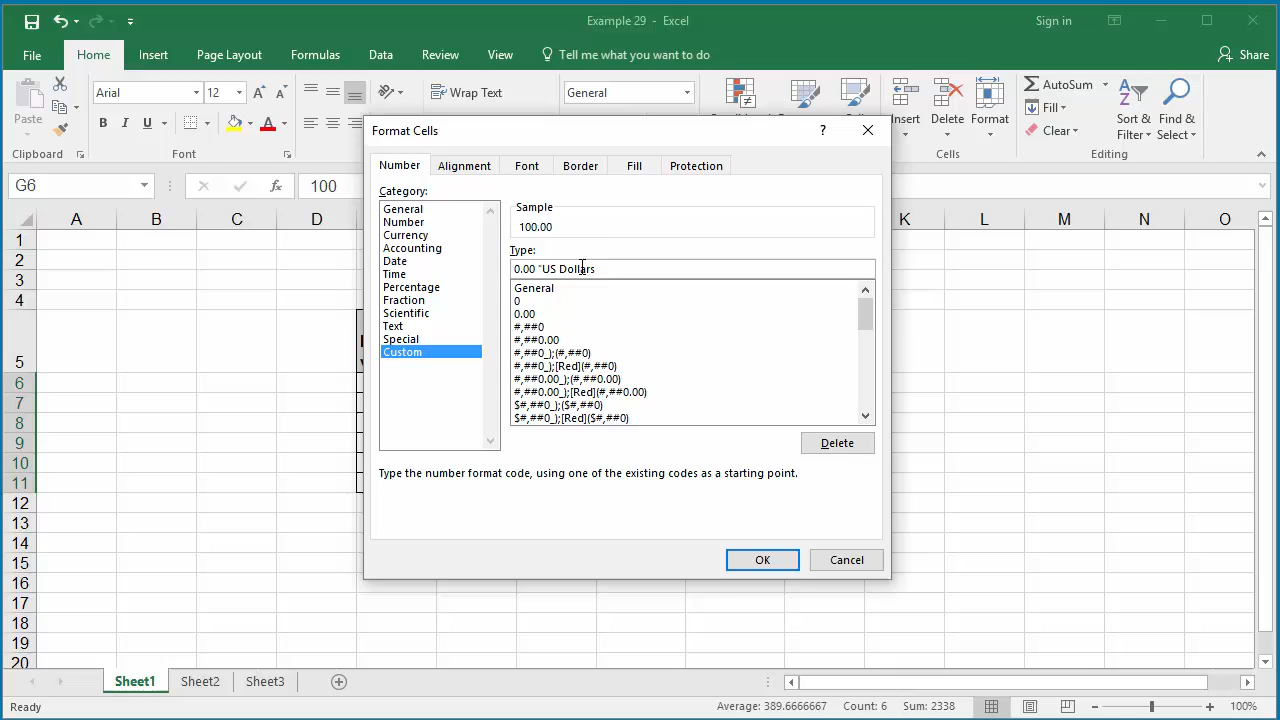 Example 29 - Excel
Sign in
File
Home
Insert
Page Layout
Formulas
Data
Review
View
Tell me what you want to do
Share
Paste
Clipboard
Arial
12
B I U
A
Font
Wrap Text
General
Insert
Delete
Format
Cells
AutoSum
Fill
Clear
Sort & Filter
Find & Select
Editing
G6
fx
100
A B C D K L M N O
1
2
3
4
5
6
7
8
9
10
11
12
13
14
15
16
17
18
19
20
Format Cells
?
Number
Alignment
Font
Border
Fill
Protection
Category:
General
Number
Currency
Accounting
Date
Time
Percentage
Fraction
Scientific
Text
Special
Custom
Sample
100.00
Type:
0.00 "US Dollars
General
0
0.00
#,##0
#,##0.00
#,##0_);(#,##0)
#,##0_);[Red](#,##0)
#,##0.00_);(#,##0.00)
#,##0.00_);[Red](#,##0.00)
$#,##0_);($#,##0)
$#,##0_);[Red]($#,##0)
Delete
Type the number format code, using one of the existing codes as a starting point.
OK
Cancel
Sheet1
Sheet2
Sheet3
Ready
Average: 389.6666667
Count: 6
Sum: 2338
100%